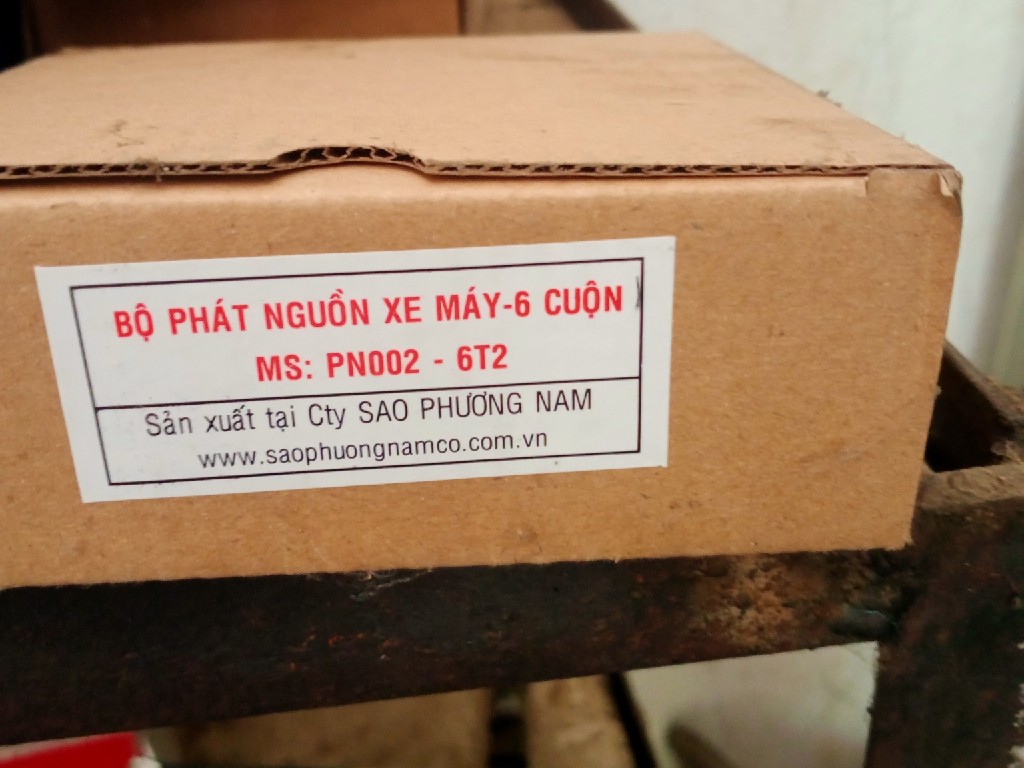 BỘ PHÁT NGUỒN XE MÁY-6 CUỘN
MS: PN002 - 6T2
Sản xuất tại Cty SAO PHƯƠNG NAM
www.saophuongnamco.com.vn